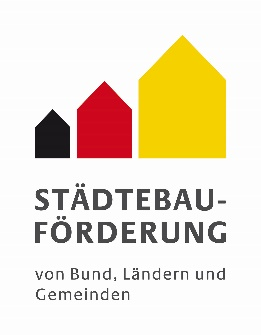 STÄDTEBAU-
FÖRDERUNG
von Bund, Ländern und
Gemeinden